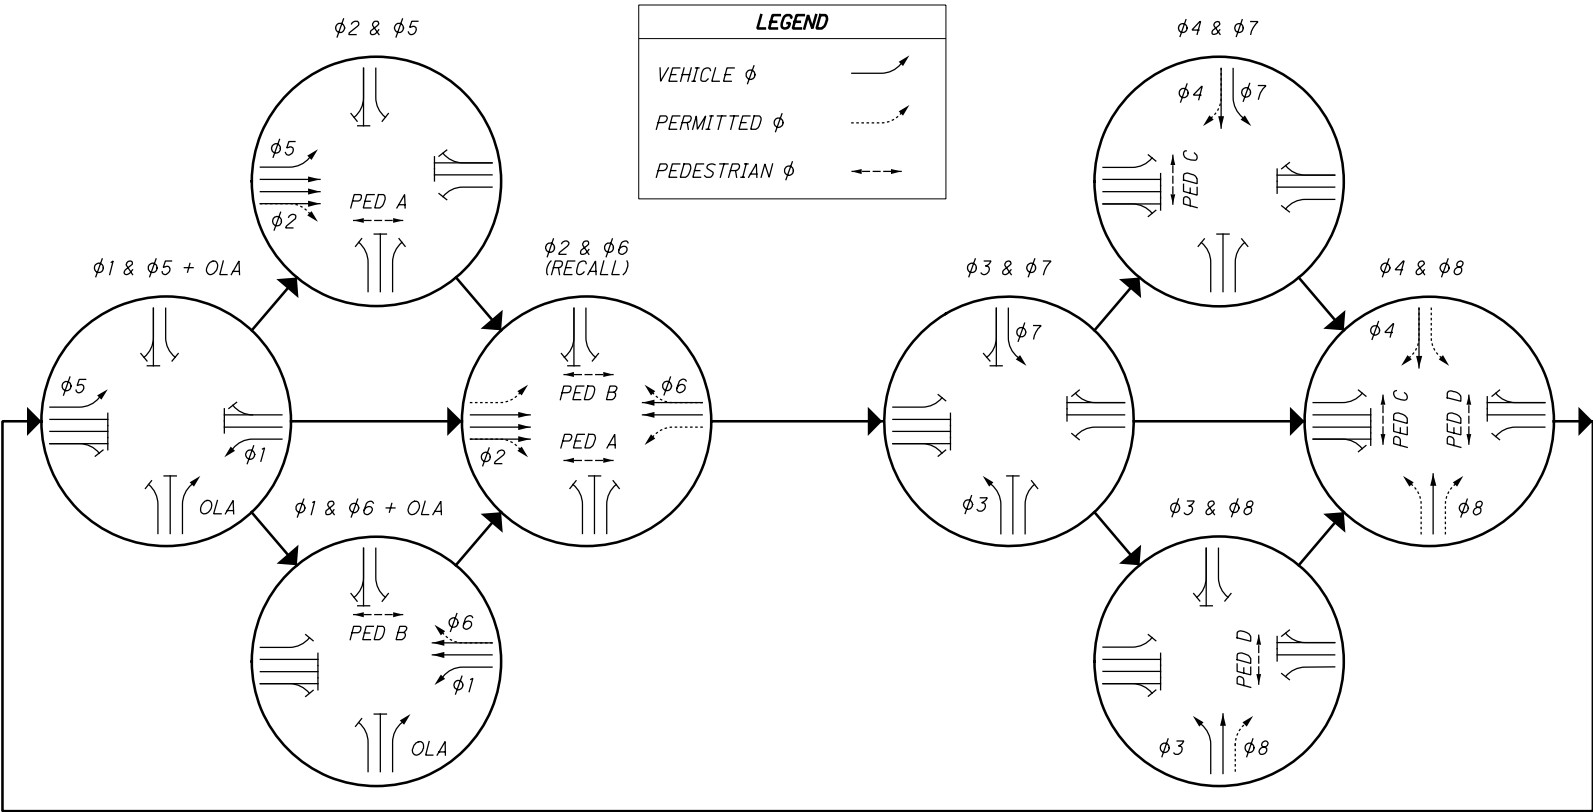 LEGEND
VEHICLE ϕ
PERMITTED ϕ
PEDESTRIAN ϕ
ϕ2 & ϕ5
ϕ5
PED A
ϕ2
ϕ1 & ϕ5 + OLA
ϕ5
ϕ1
OLA
ϕ2 & ϕ6
(RECALL)
PED B
ϕ6
PED A
ϕ2
ϕ1 & ϕ6 + OLA
PED B
ϕ6
ϕ1
OLA
ϕ4 & ϕ7
ϕ4
ϕ7
PED C
ϕ3 & ϕ7
ϕ7
ϕ3
ϕ4 & ϕ8
ϕ4
PED C
PED D
ϕ8
ϕ3 & ϕ8
PED D
ϕ3
ϕ8